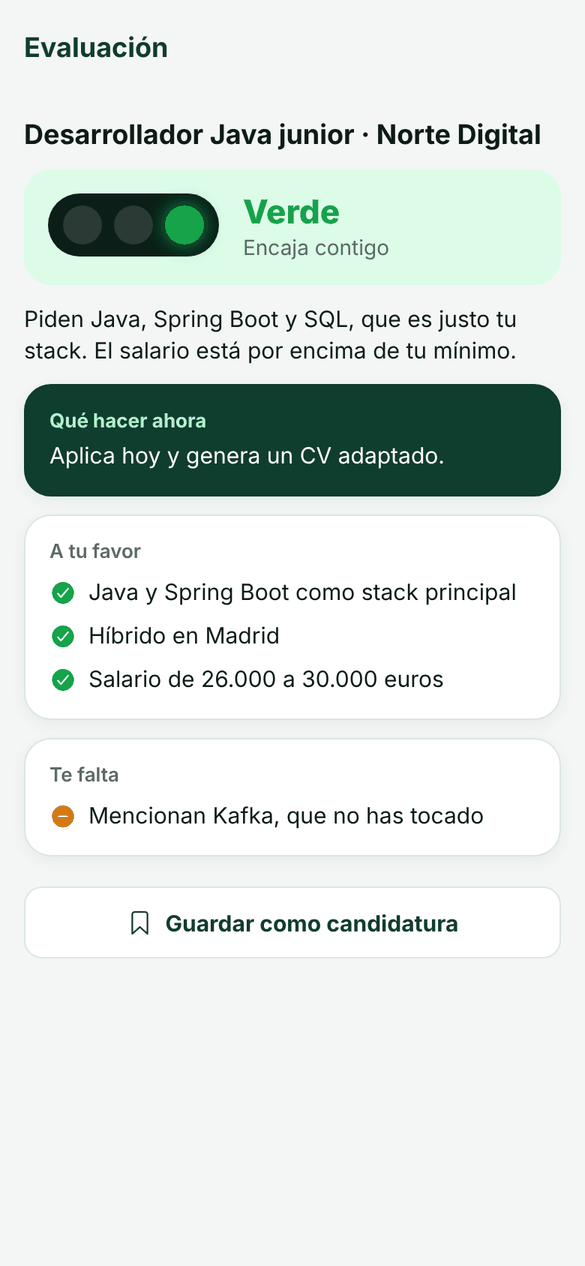 Evaluación
Desarrollador Java junior · Norte Digital
Verde
Encaja contigo
Piden Java, Spring Boot y SQL, que es justo tu
stack. El salario está por encima de tu mínimo.
Qué hacer ahora
Aplica hoy y genera un CV adaptado.
A tu favor
Java y Spring Boot como stack principal
Híbrido en Madrid
Salario de 26.000 a 30.000 euros
Te falta
Mencionan Kafka, que no has tocado
Guardar como candidatura